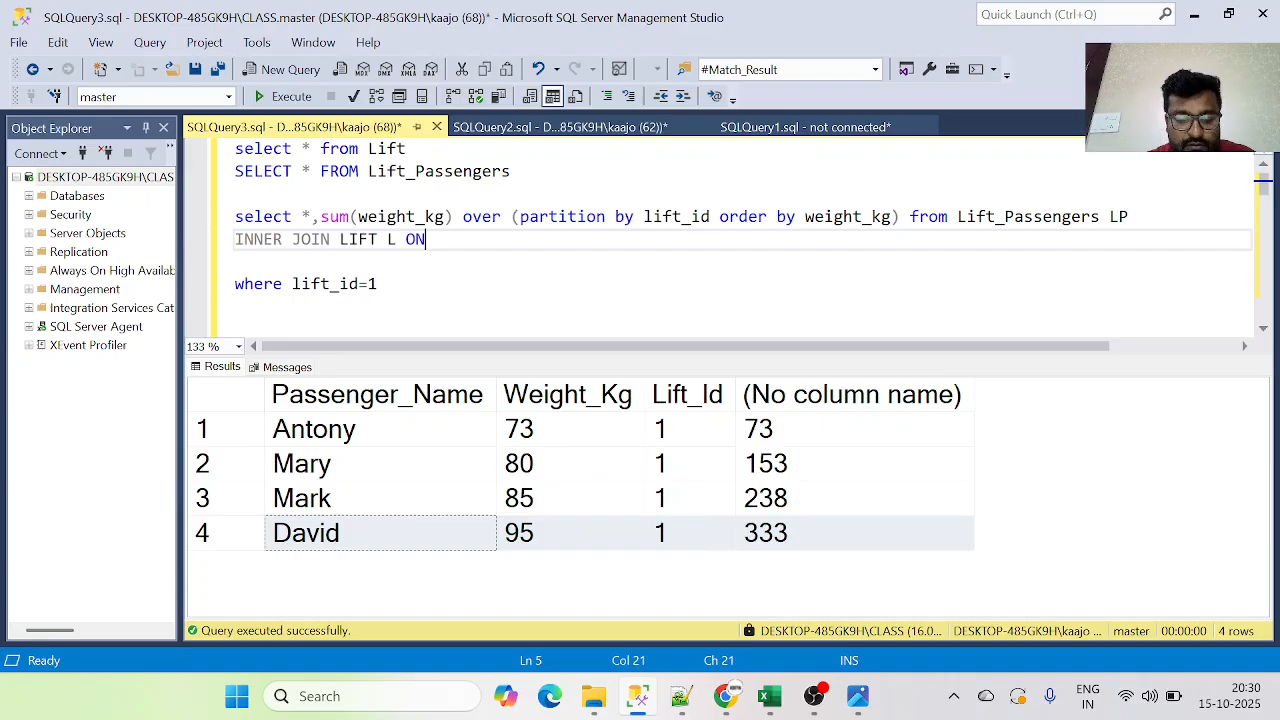 SQLQuery3.sql - DESKTOP-485GK9H\CLASS.master (DESKTOP-485GK9H\kaajo (68))* - Microsoft SQL Server Management Studio
Quick Launch (Ctrl+Q)
File Edit View Query Project Tools Window Help
New Query
#Match_Result
master
Execute
Object Explorer
SQLQuery3.sql - D...85GK9H\kaajo (68))*
SQLQuery2.sql - D...85GK9H\kaajo (62))*
SQLQuery1.sql - not connected*
Connect
DESKTOP-485GK9H\CLAS
Databases
Security
Server Objects
Replication
Always On High Availab
Management
Integration Services Cat
SQL Server Agent
XEvent Profiler
select * from Lift
SELECT * FROM Lift_Passengers
select *,sum(weight_kg) over (partition by lift_id order by weight_kg) from Lift_Passengers LP
INNER JOIN LIFT L ON
where lift_id=1
133 %
Results Messages
Passenger_Name Weight_Kg Lift_Id (No column name)
1 Antony 73 1 73
2 Mary 80 1 153
3 Mark 85 1 238
4 David 95 1 333
Query executed successfully.
DESKTOP-485GK9H\CLASS (16.0... DESKTOP-485GK9H\kaajo ... master 00:00:00 4 rows
Ready Ln 5 Col 21 Ch 21 INS
Search
ENG
IN
20:30
15-10-2025